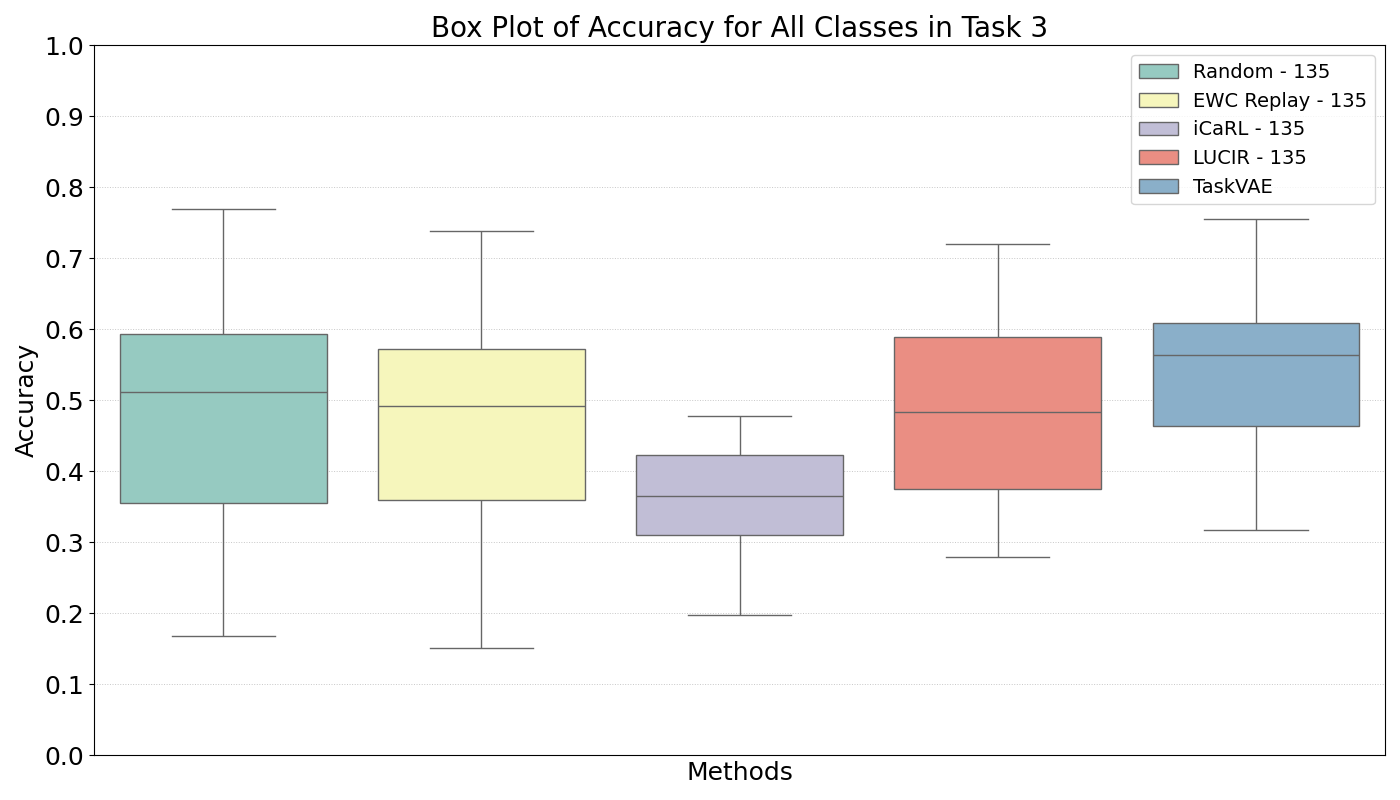 Box Plot of Accuracy for All Classes in Task 3
1.0
0.9
0.8
0.7
0.6
0.5
0.4
0.3
0.2
0.1
0.0
Accuracy
Methods
Random - 135
EWC Replay - 135
iCaRL - 135
LUCIR - 135
TaskVAE